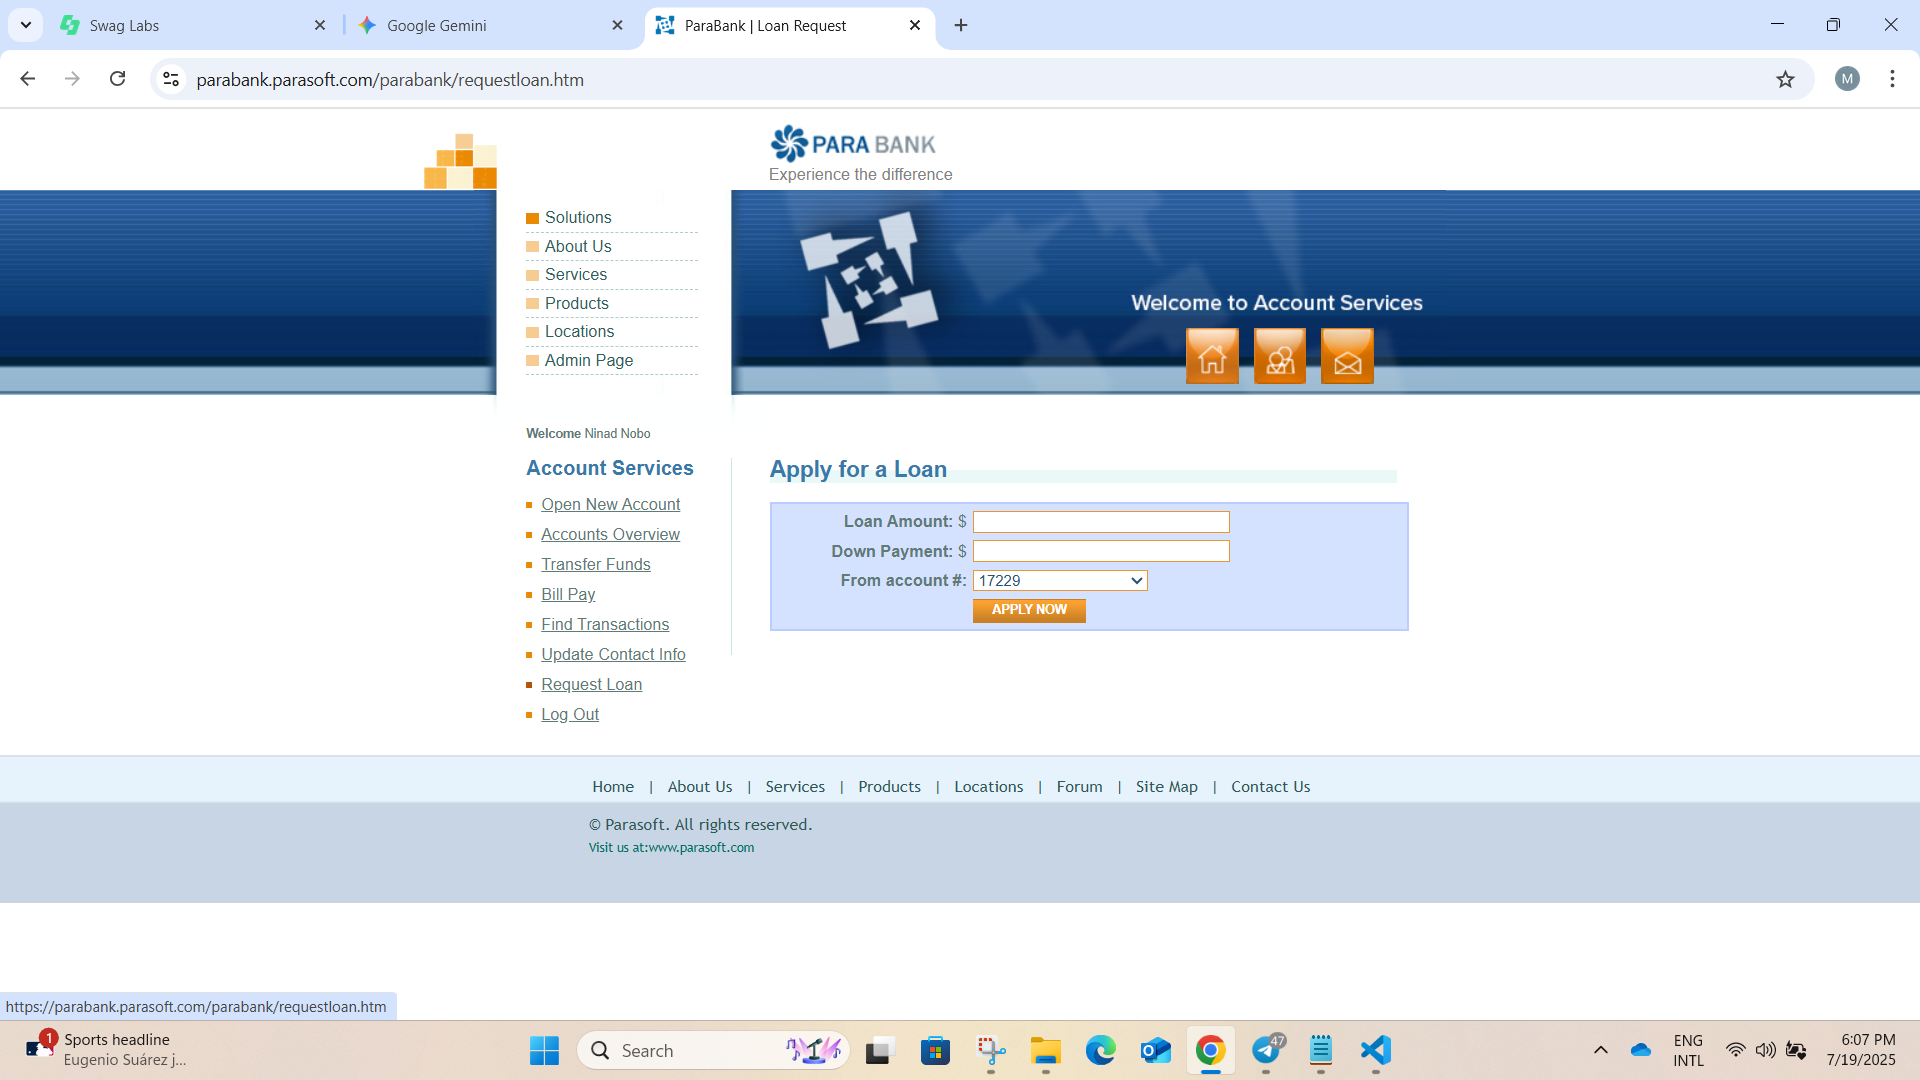 Swag Labs
Google Gemini
ParaBank | Loan Request
parabank.parasoft.com/parabank/requestloan.htm
M
PARA BANK
Experience the difference
Solutions
About Us
Services
Products
Locations
Admin Page
Welcome to Account Services
Welcome Ninad Nobo
Account Services
Open New Account
Accounts Overview
Transfer Funds
Bill Pay
Find Transactions
Update Contact Info
Request Loan
Log Out
Apply for a Loan
Loan Amount: $
Down Payment: $
From account #: 17229
APPLY NOW
Home | About Us | Services | Products | Locations | Forum | Site Map | Contact Us
© Parasoft. All rights reserved.
Visit us at:www.parasoft.com
https://parabank.parasoft.com/parabank/requestloan.htm
1
Sports headline
Eugenio Suárez j...
Search
47
ENG
INTL
6:07 PM
7/19/2025